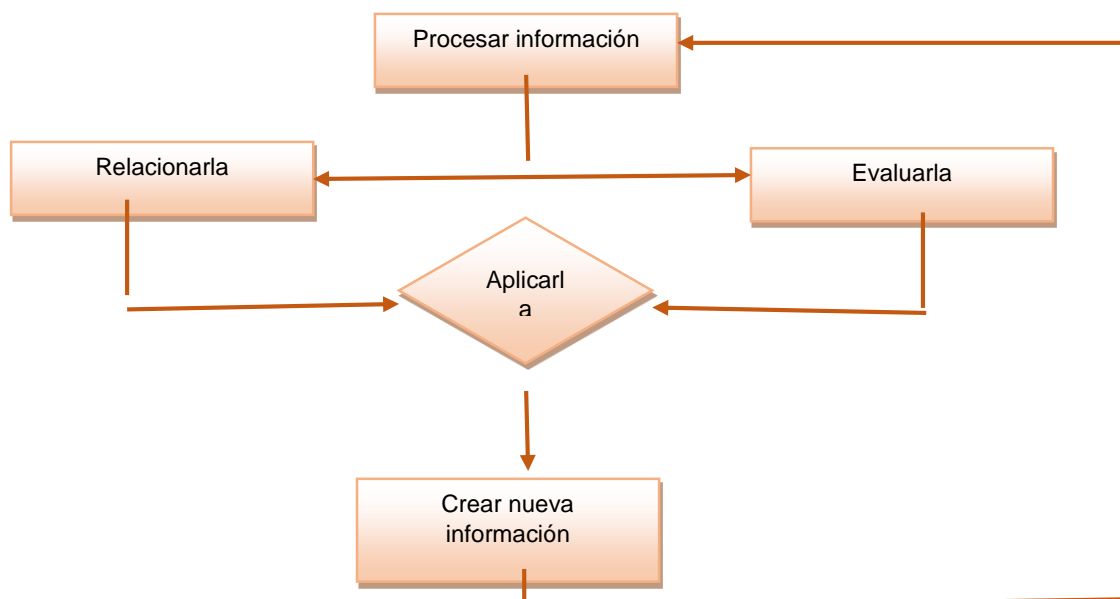 Procesar información
Relacionarla
Evaluarla
Aplicarl
a
Crear nueva
información